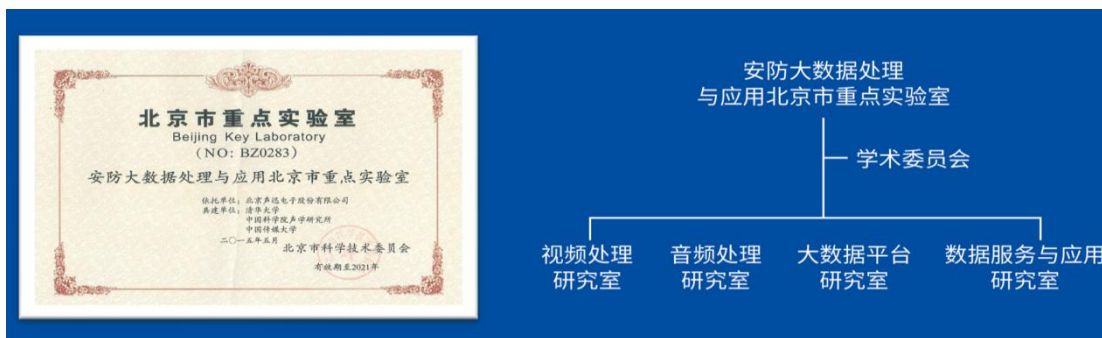 北京市重点实验室
Beijing Key Laboratory
(NO: BZ0283)
安防大数据处理与应用北京市重点实验室
依托单位：北京声迅电子股份有限公司
共建单位：清华大学
中国科学院声学研究所
中国传媒大学
二〇一五年五月
北京市科学技术委员会
有效期至2021年
安防大数据处理
与应用北京市重点实验室
学术委员会
视频处理
研究室
音频处理
研究室
大数据平台
研究室
数据服务与应用
研究室